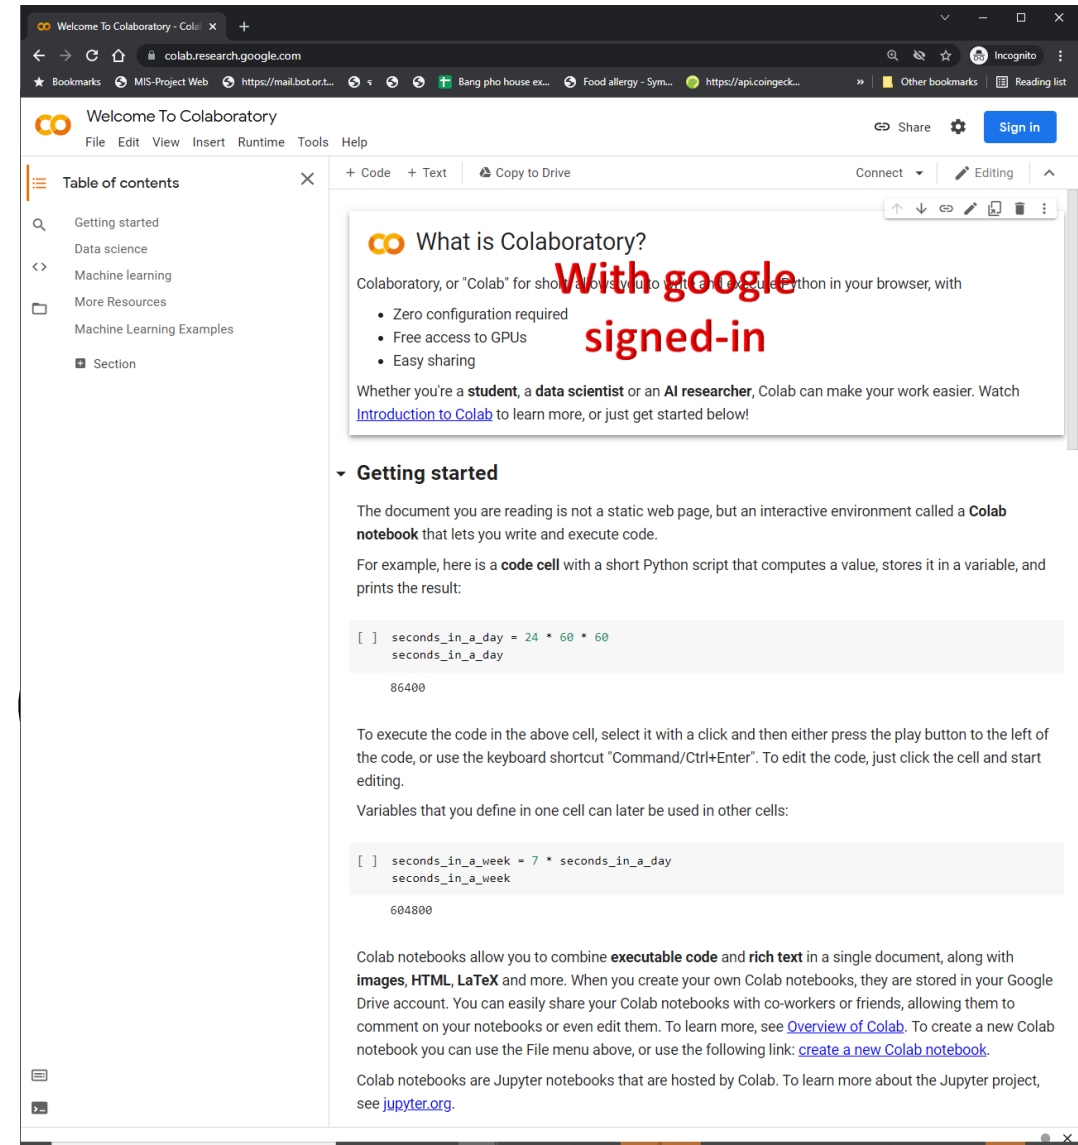 Welcome To Colaboratory - Colal
colab.research.google.com
Incognito
Bookmarks MIS-Project Web https://mail.bot.or.t... Bang pho house ex... Food allergy - Sym... https://api.coingeck... » Other bookmarks Reading list
Welcome To Colaboratory
File Edit View Insert Runtime Tools Help
Share
Sign in
Table of contents
Getting started
Data science
Machine learning
More Resources
Machine Learning Examples
Section
+ Code + Text Copy to Drive Connect Editing
What is Colaboratory?
Colaboratory, or "Colab" for short, allows you to write and execute Python in your browser, with
With google
signed-in
• Zero configuration required
• Free access to GPUs
• Easy sharing
Whether you're a student, a data scientist or an AI researcher, Colab can make your work easier. Watch
Introduction to Colab to learn more, or just get started below!
Getting started
The document you are reading is not a static web page, but an interactive environment called a Colab
notebook that lets you write and execute code.
For example, here is a code cell with a short Python script that computes a value, stores it in a variable, and
prints the result:
[ ] seconds_in_a_day = 24 * 60 * 60
seconds_in_a_day
86400
To execute the code in the above cell, select it with a click and then either press the play button to the left of
the code, or use the keyboard shortcut "Command/Ctrl+Enter". To edit the code, just click the cell and start
editing.
Variables that you define in one cell can later be used in other cells:
[ ] seconds_in_a_week = 7 * seconds_in_a_day
seconds_in_a_week
604800
Colab notebooks allow you to combine executable code and rich text in a single document, along with
images, HTML, LaTeX and more. When you create your own Colab notebooks, they are stored in your Google
Drive account. You can easily share your Colab notebooks with co-workers or friends, allowing them to
comment on your notebooks or even edit them. To learn more, see Overview of Colab. To create a new Colab
notebook you can use the File menu above, or use the following link: create a new Colab notebook.
Colab notebooks are Jupyter notebooks that are hosted by Colab. To learn more about the Jupyter project,
see jupyter.org.